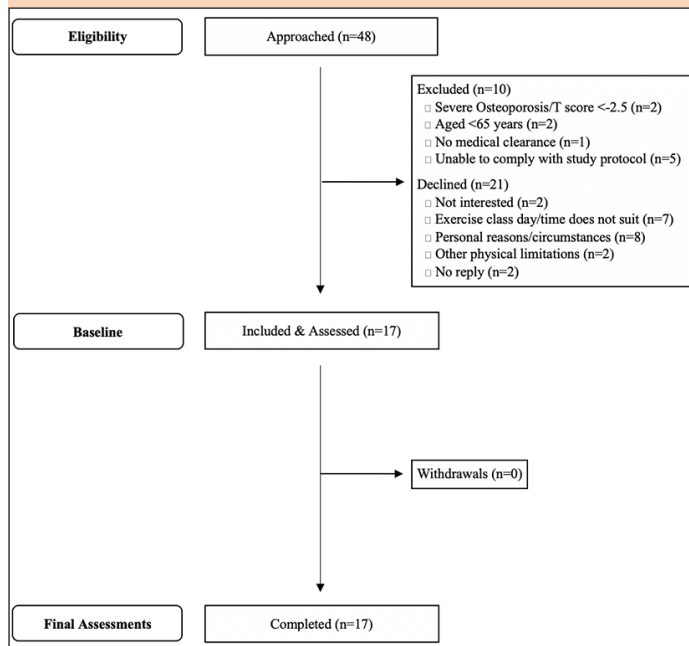 Eligibility
Approached (n=48)
Excluded (n=10)
□ Severe Osteoporosis/T score <-2.5 (n=2)
□ Aged <65 years (n=2)
□ No medical clearance (n=1)
□ Unable to comply with study protocol (n=5)
Declined (n=21)
□ Not interested (n=2)
□ Exercise class day/time does not suit (n=7)
□ Personal reasons/circumstances (n=8)
□ Other physical limitations (n=2)
□ No reply (n=2)
Baseline
Included & Assessed (n=17)
Withdrawals (n=0)
Final Assessments
Completed (n=17)